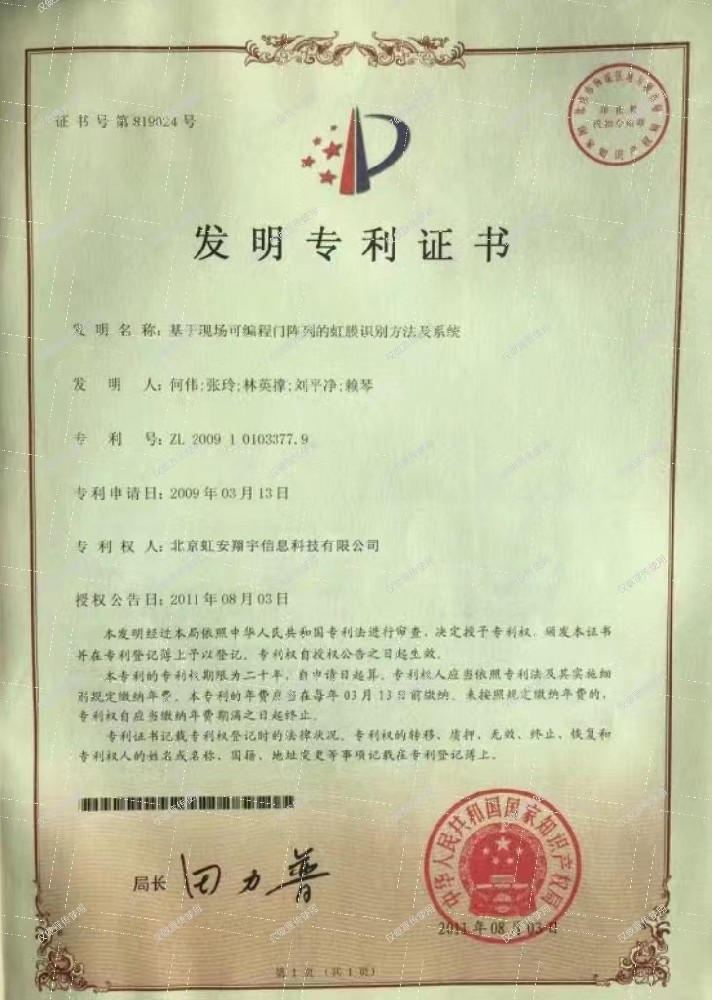 证书号第819024号
发明专利证书
发明名称：基于现场可编程门阵列的虹膜识别方法及系统
发明人：何伟;张玲;林英撑;刘平净;赖琴
专利号：ZL 2009 1 0103377.9
专利申请日：2009年03月13日
专利权人：北京虹安翔宇信息科技有限公司
授权公告日：2011年08月03日
本发明经过本局依照中华人民共和国专利法进行审查，决定授予专利权，颁发本证书
并在专利登记簿上予以登记。专利权自授权公告之日起生效。
本专利的专利权期限为二十年，自申请日起算。专利权人应当依照专利法及其实施细
则规定缴纳年费。本专利的年费应当在每年03月13日前缴纳。未按照规定缴纳年费的，
专利权自应当缴纳年费期满之日起终止。
专利证书记载专利权登记时的法律状况。专利权的转移、质押、无效、终止、恢复和
专利权人的姓名或名称、国籍、地址变更等事项记载在专利登记簿上。
局长 田力普
中华人民共和国国家知识产权局
2011年08月03日
第1页（共1页）